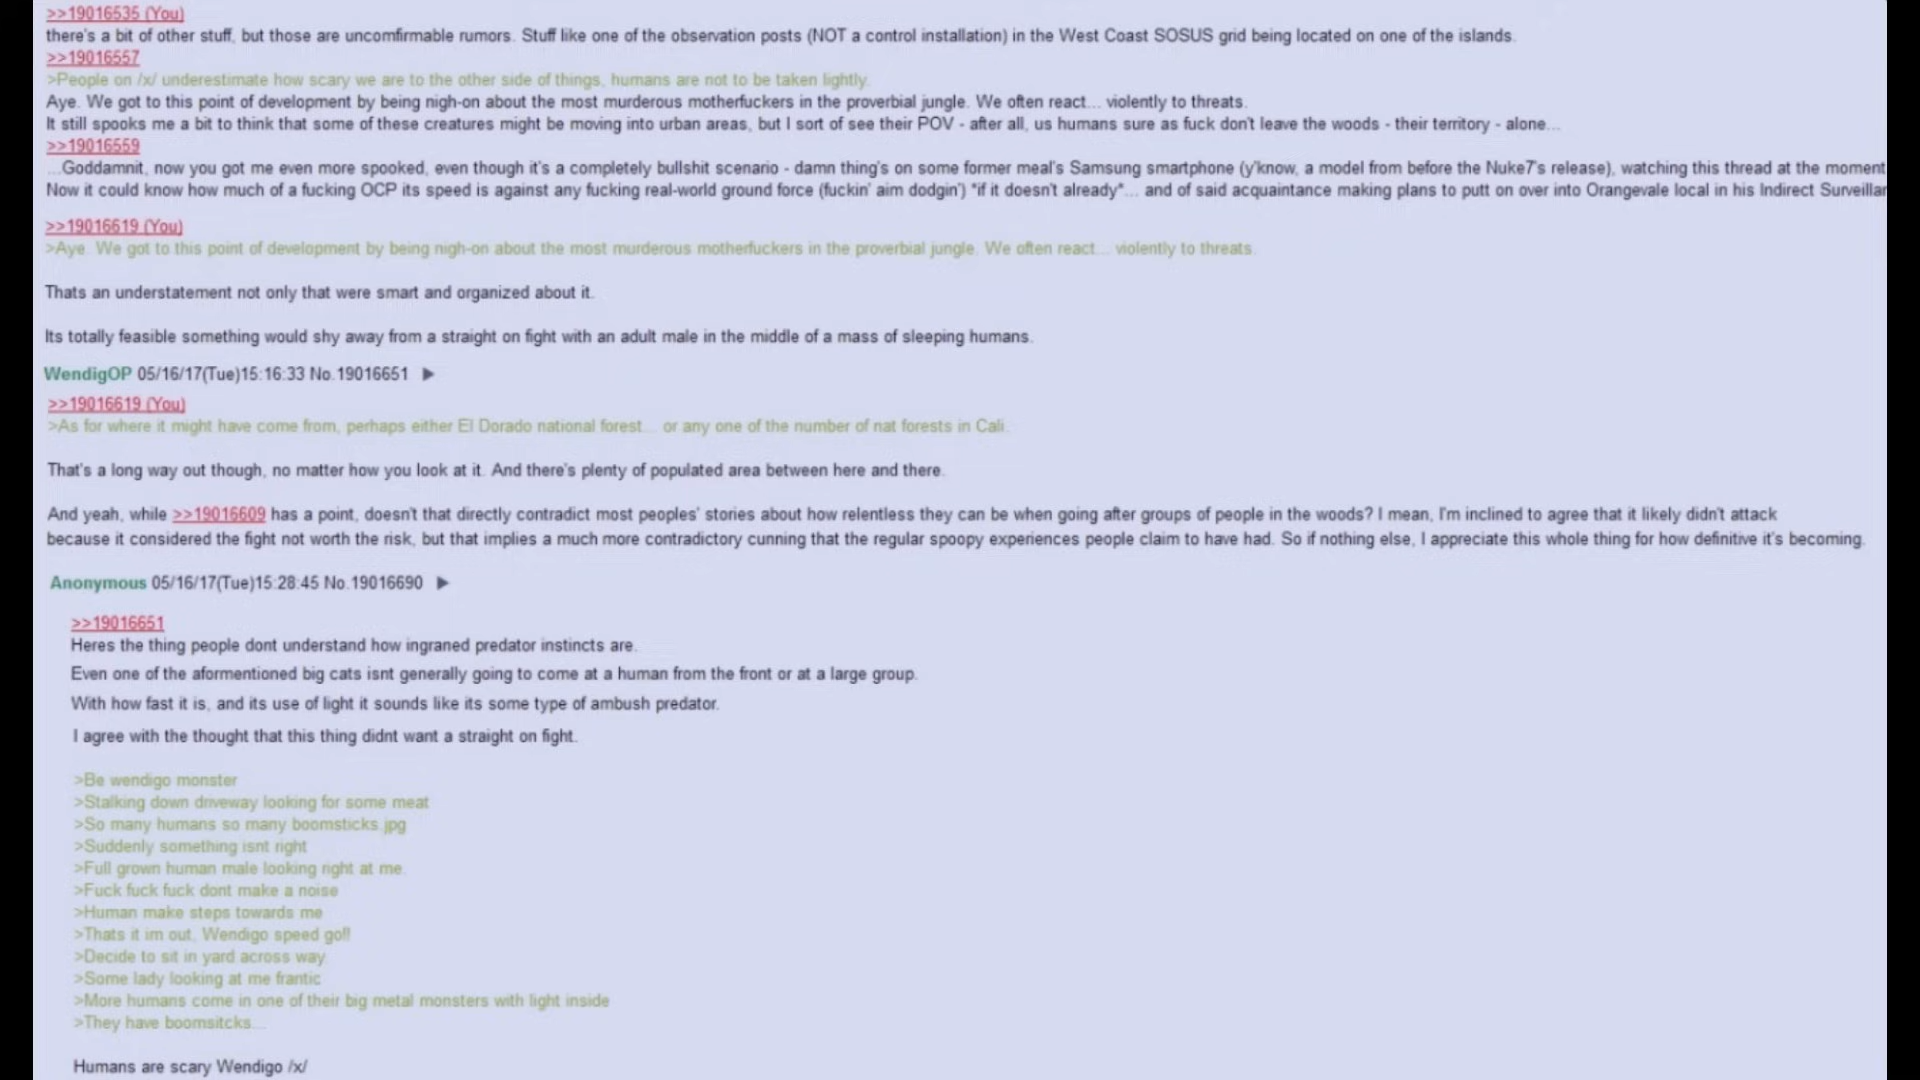 >>19016535 (You)
there's a bit of other stuff, but those are uncomfirmable rumors. Stuff like one of the observation posts (NOT a control installation) in the West Coast SOSUS grid being located on one of the islands.
>>19016557
>People on /x/ underestimate how scary we are to the other side of things, humans are not to be taken lightly.
Aye. We got to this point of development by being nigh-on about the most murderous motherfuckers in the proverbial jungle. We often react... violently to threats.
It still spooks me a bit to think that some of these creatures might be moving into urban areas, but I sort of see their POV - after all, us humans sure as fuck don't leave the woods - their territory - alone...
>>19016559
...Goddamnit, now you got me even more spooked, even though it's a completely bullshit scenario - damn thing's on some former meal's Samsung smartphone (y'know, a model from before the Nuke7's release), watching this thread at the moment
Now it could know how much of a fucking OCP its speed is against any fucking real-world ground force (fuckin' aim dodgin') *if it doesn't already*... and of said acquaintance making plans to putt on over into Orangevale local in his Indirect Surveillan
>>19016619 (You)
>Aye. We got to this point of development by being nigh-on about the most murderous motherfuckers in the proverbial jungle. We often react... violently to threats.
Thats an understatement not only that were smart and organized about it.
Its totally feasible something would shy away from a straight on fight with an adult male in the middle of a mass of sleeping humans.
WendigOP 05/16/17(Tue)15:16:33 No.19016651 ▶
>>19016619 (You)
>As for where it might have come from, perhaps either El Dorado national forest... or any one of the number of nat forests in Cali.
That's a long way out though, no matter how you look at it. And there's plenty of populated area between here and there.
And yeah, while >>19016609 has a point, doesn't that directly contradict most peoples' stories about how relentless they can be when going after groups of people in the woods? I mean, I'm inclined to agree that it likely didn't attack
because it considered the fight not worth the risk, but that implies a much more contradictory cunning that the regular spoopy experiences people claim to have had. So if nothing else, I appreciate this whole thing for how definitive it's becoming.
Anonymous 05/16/17(Tue)15:28:45 No.19016690 ▶
>>19016651
Heres the thing people dont understand how ingraned predator instincts are.
Even one of the aformentioned big cats isnt generally going to come at a human from the front or at a large group.
With how fast it is, and its use of light it sounds like its some type of ambush predator.
I agree with the thought that this thing didnt want a straight on fight.
>Be wendigo monster
>Stalking down driveway looking for some meat
>So many humans so many boomsticks.jpg
>Suddenly something isnt right
>Full grown human male looking right at me.
>Fuck fuck fuck dont make a noise
>Human make steps towards me
>Thats it im out, Wendigo speed go!!
>Decide to sit in yard across way
>Some lady looking at me frantic
>More humans come in one of their big metal monsters with light inside
>They have boomsitcks...
Humans are scary Wendigo /x/